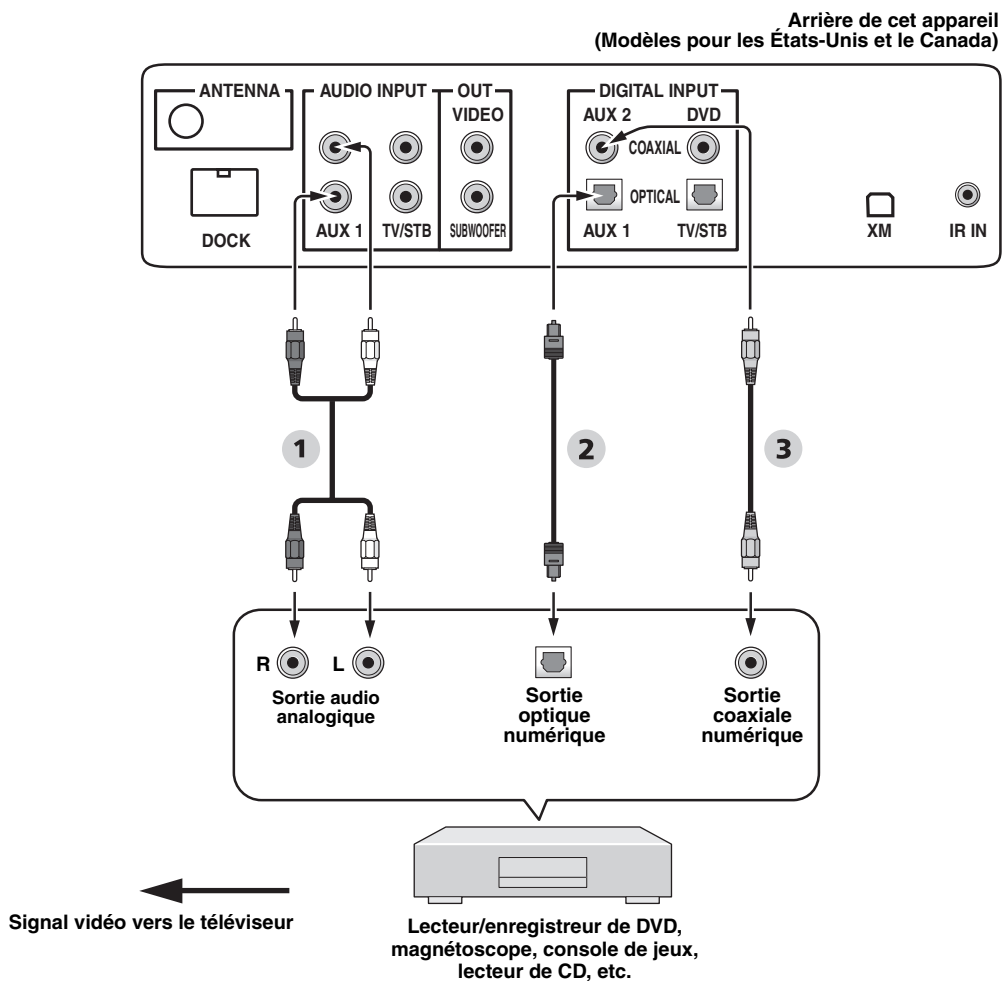 Arrière de cet appareil
(Modèles pour les États-Unis et le Canada)
ANTENNA
AUDIO INPUT
OUT
DIGITAL INPUT
VIDEO
AUX 2
DVD
COAXIAL
OPTICAL
DOCK
AUX 1
TV/STB
SUBWOOFER
AUX 1
TV/STB
XM
IR IN
1
2
3
R
L
Sortie audio
analogique
Sortie
optique
numérique
Sortie
coaxiale
numérique
Signal vidéo vers le téléviseur
Lecteur/enregistreur de DVD,
magnétoscope, console de jeux,
lecteur de CD, etc.